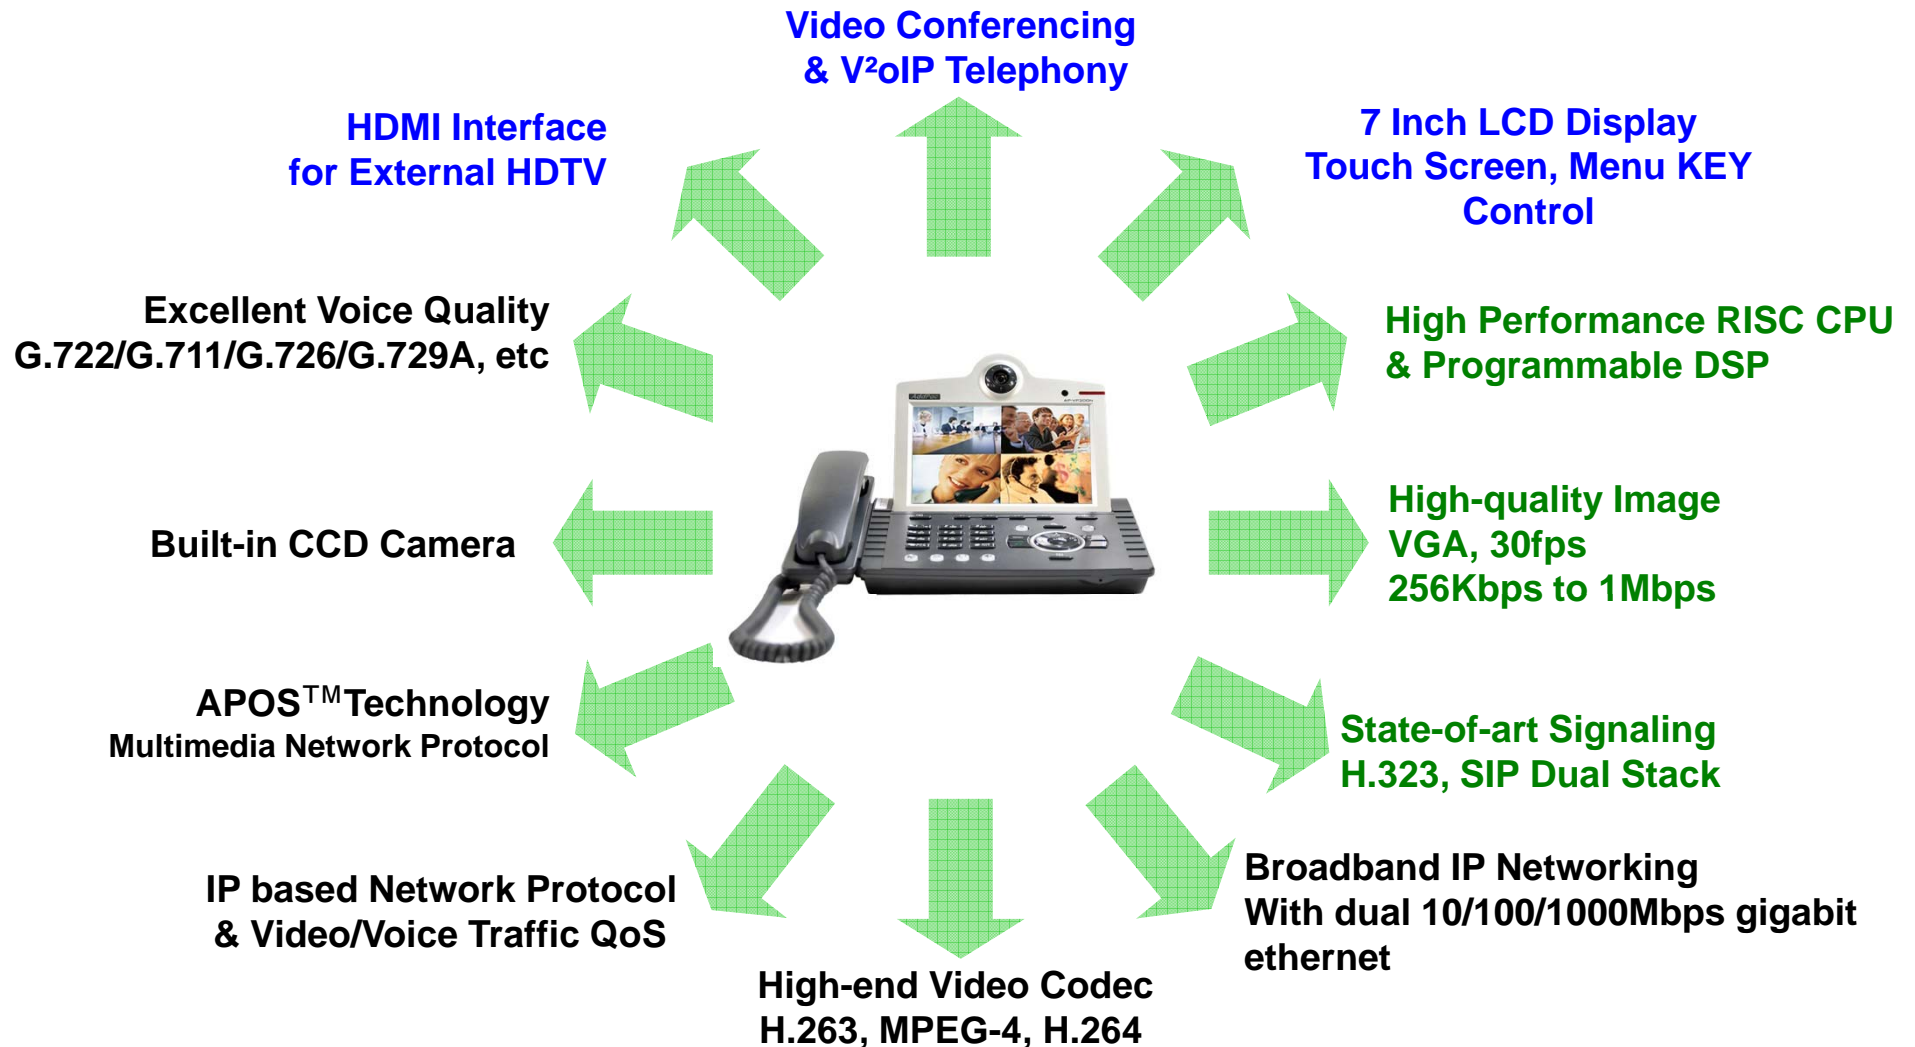 Video Conferencing
& V²oIP Telephony
HDMI Interface
for External HDTV
7 Inch LCD Display
Touch Screen, Menu KEY
Control
Excellent Voice Quality
G.722/G.711/G.726/G.729A, etc
High Performance RISC CPU
& Programmable DSP
Built-in CCD Camera
High-quality Image
VGA, 30fps
256Kbps to 1Mbps
APOS™Technology
Multimedia Network Protocol
State-of-art Signaling
H.323, SIP Dual Stack
IP based Network Protocol
& Video/Voice Traffic QoS
Broadband IP Networking
With dual 10/100/1000Mbps gigabit
ethernet
High-end Video Codec
H.263, MPEG-4, H.264